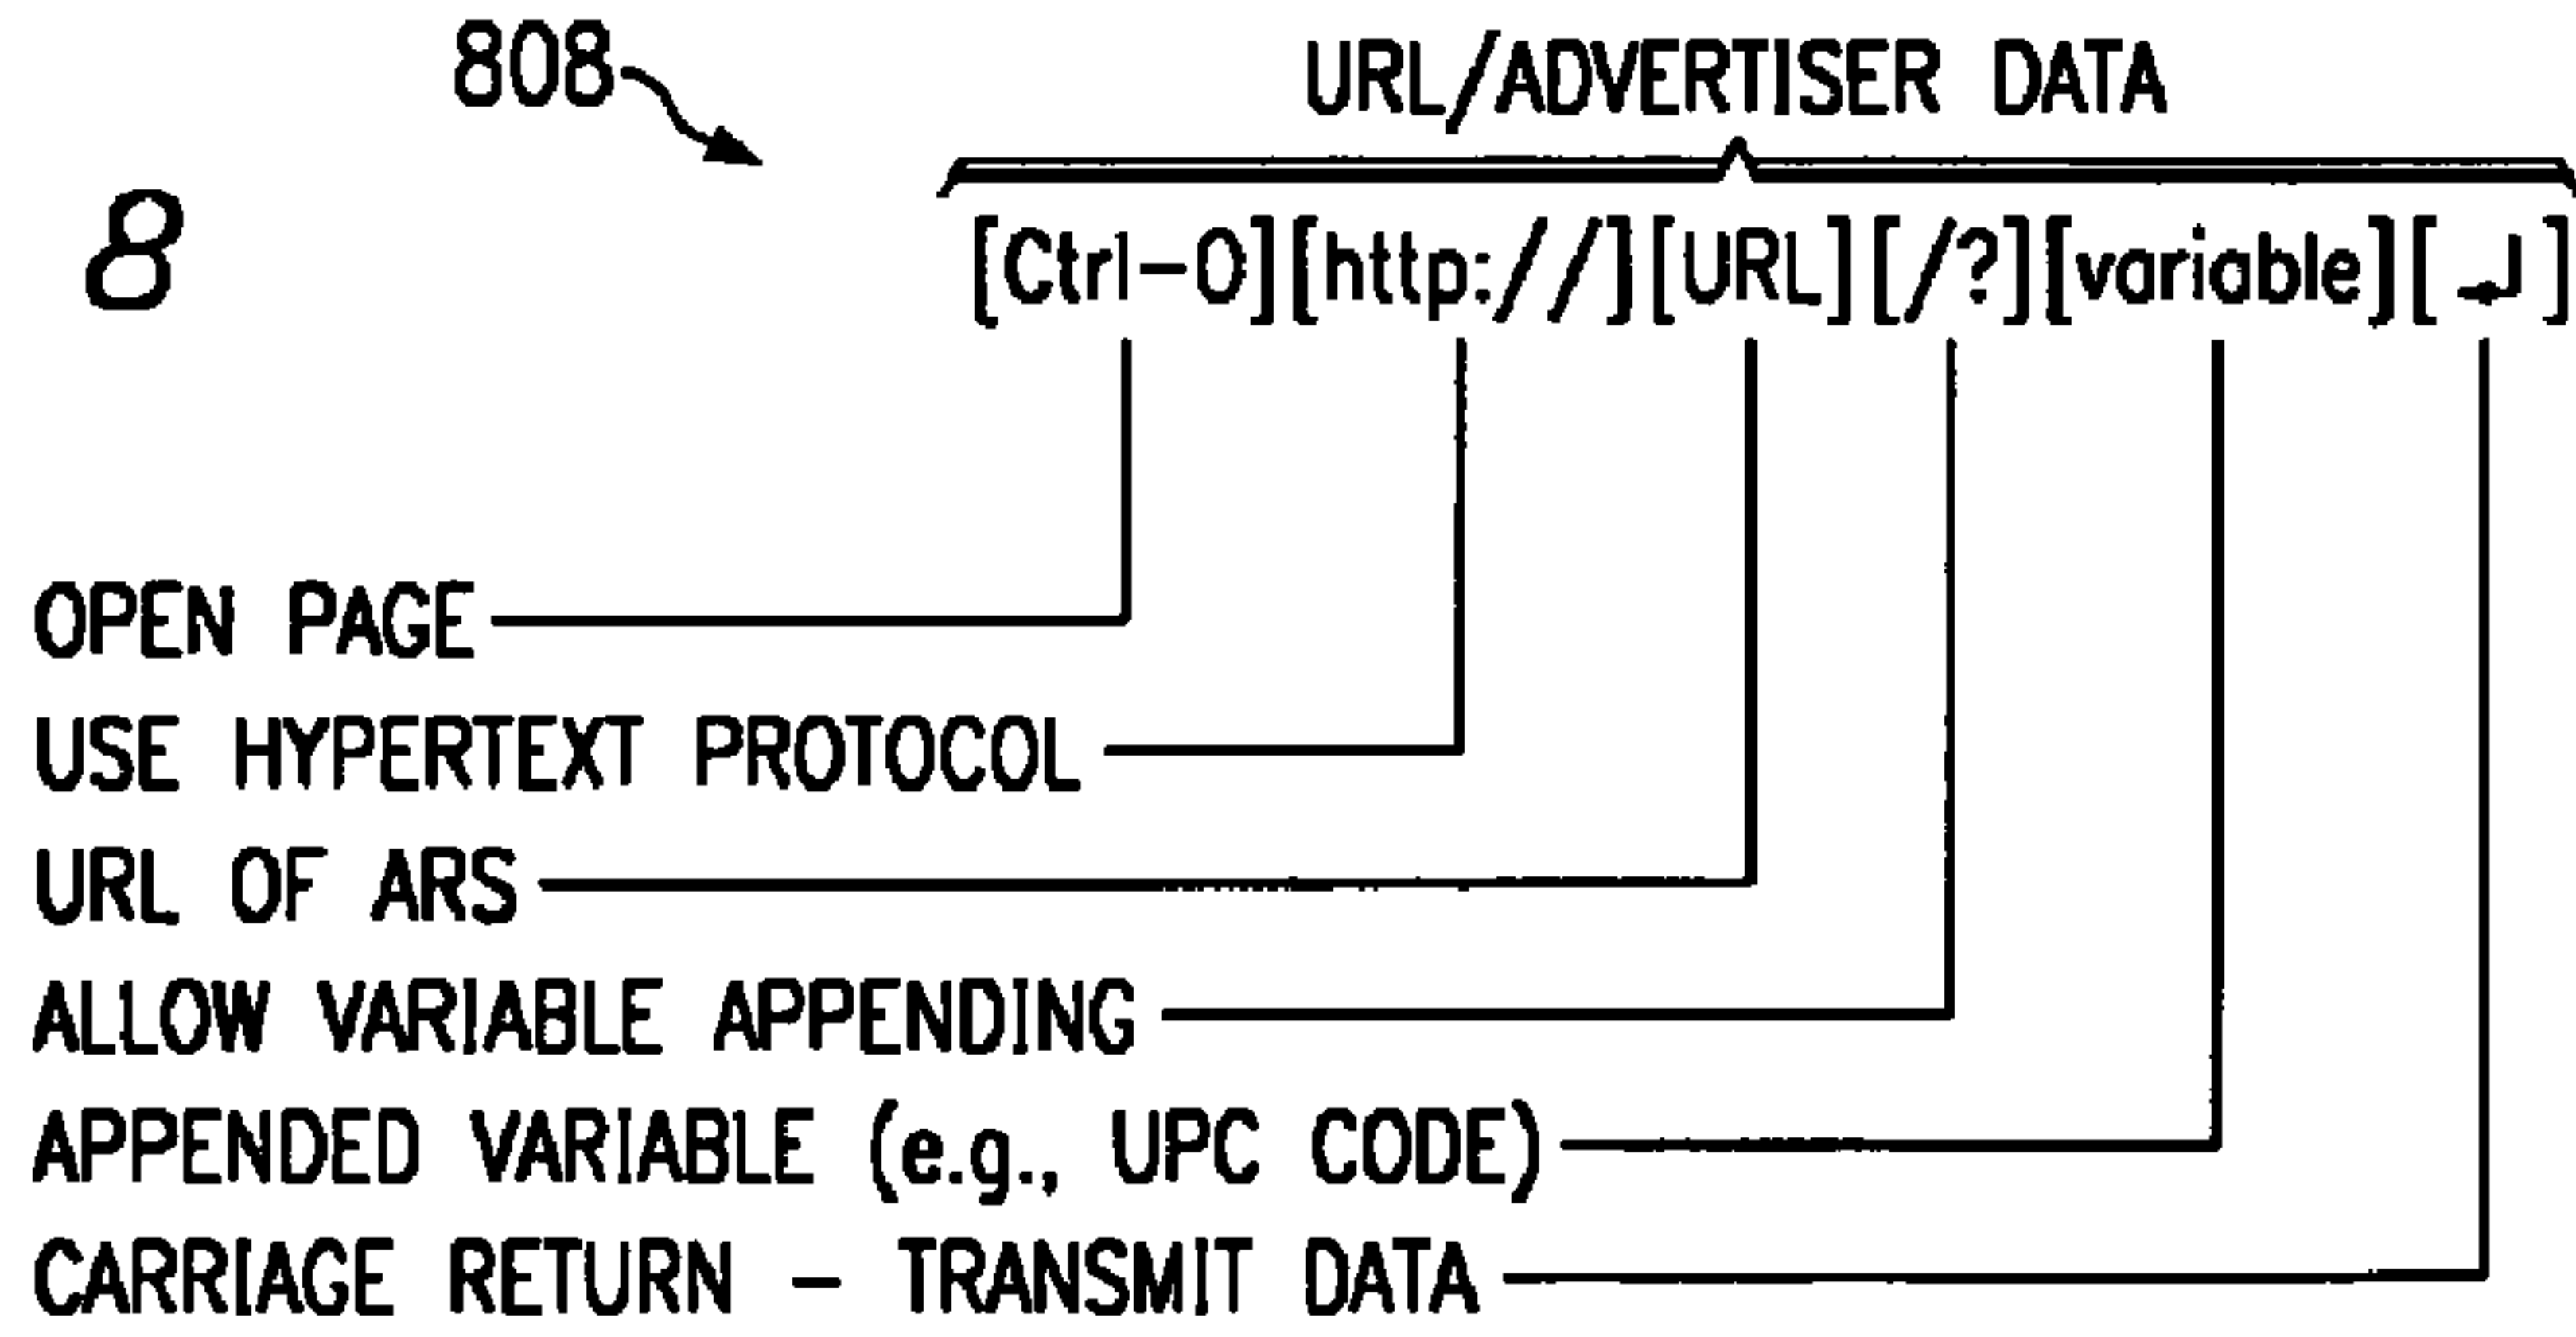 808
URL/ADVERTISER DATA
8
[Ctrl-O][http://][URL][/?][variable][↵]
OPEN PAGE
USE HYPERTEXT PROTOCOL
URL OF ARS
ALLOW VARIABLE APPENDING
APPENDED VARIABLE (e.g., UPC CODE)
CARRIAGE RETURN - TRANSMIT DATA